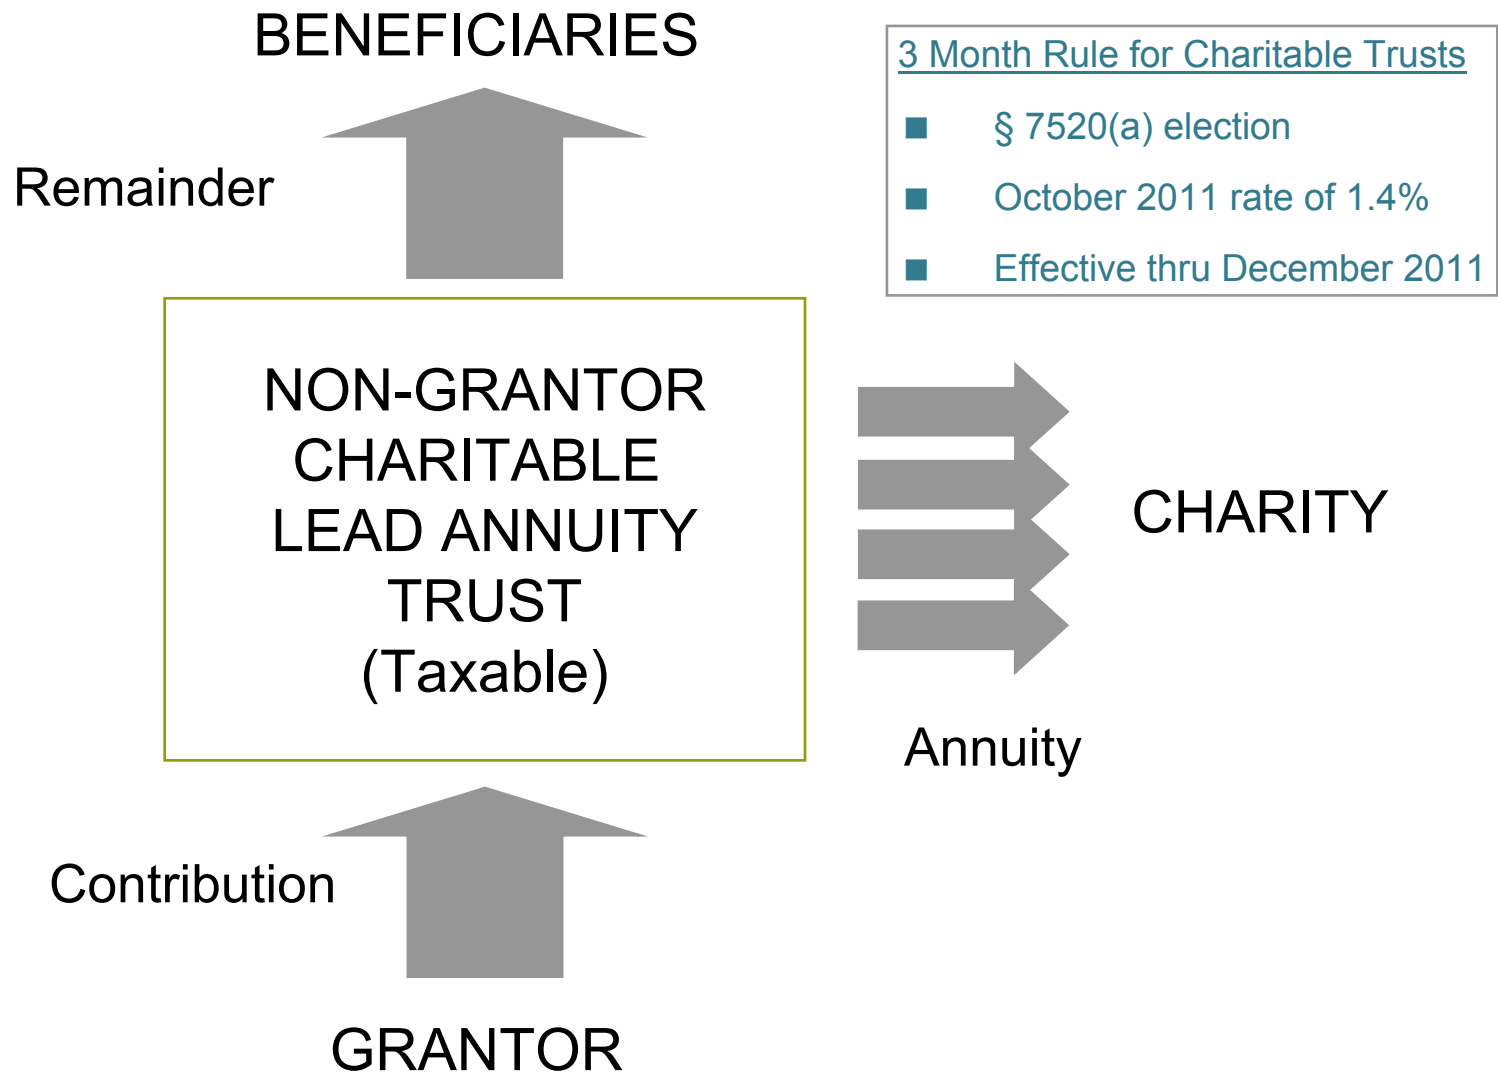 BENEFICIARIES
3 Month Rule for Charitable Trusts
■ § 7520(a) election
■ October 2011 rate of 1.4%
■ Effective thru December 2011
Remainder
NON-GRANTOR
CHARITABLE
LEAD ANNUITY
TRUST
(Taxable)
CHARITY
Annuity
Contribution
GRANTOR